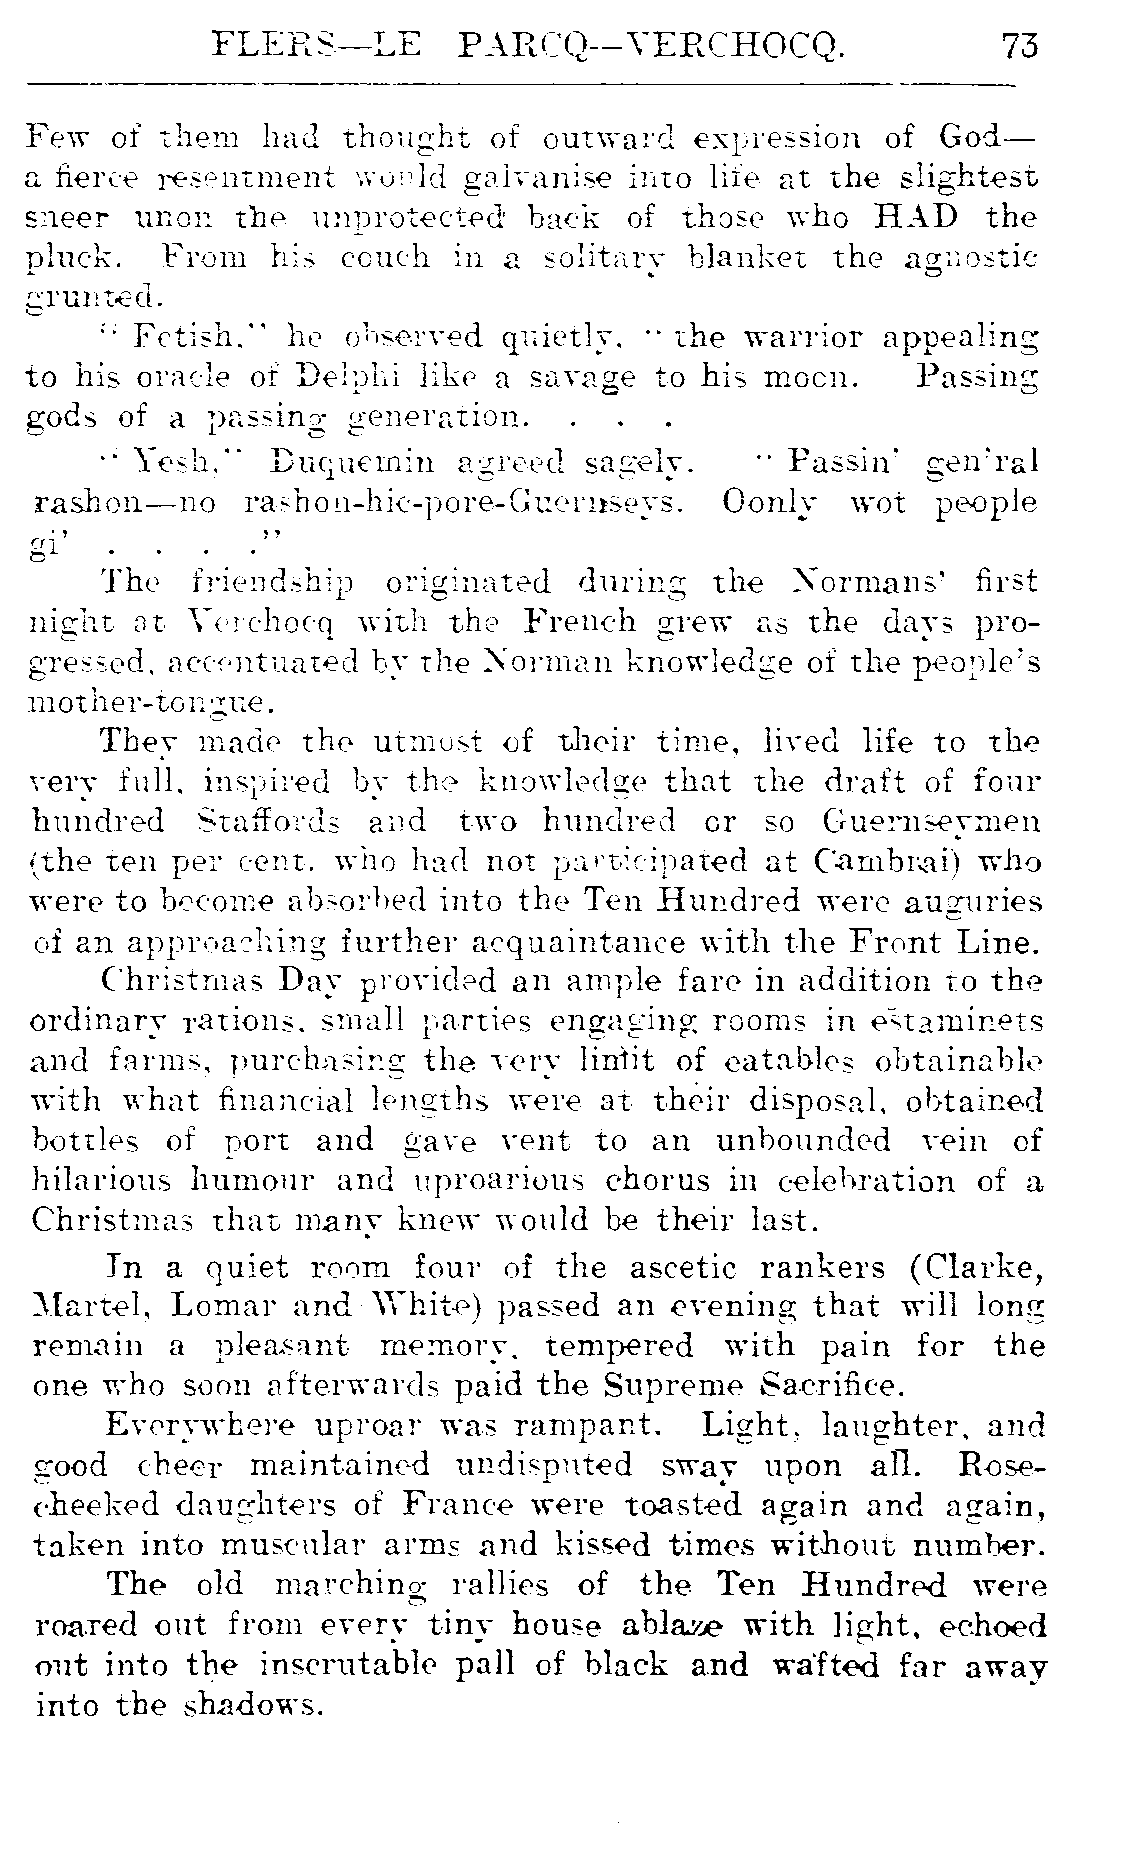 FLERS—LE PARCQ—VERCHOCQ. 73
Few of them had thought of outward expression of God—
a fierce resentment would galvanise into life at the slightest
sneer upon the unprotected back of those who HAD the
pluck. From his couch in a solitary blanket the agnostic
grunted.
" Fetish," he observed quietly, " the warrior appealing
to his oracle of Delphi like a savage to his moon. Passing
gods of a passing generation. . . .
" Yesh," Duquemin agreed sagely. " Passin' gen'ral
rashon—no rashon-hic-pore-Guernseys. Oonly wot people
gi' . . . ."
The friendship originated during the Normans' first
night at Verchocq with the French grew as the days pro-
gressed, accentuated by the Norman knowledge of the people's
mother-tongue.
They made the utmost of their time, lived life to the
very full, inspired by the knowledge that the draft of four
hundred Staffords and two hundred or so Guernseymen
(the ten per cent. who had not participated at Cambrai) who
were to become absorbed into the Ten Hundred were auguries
of an approaching further acquaintance with the Front Line.
Christmas Day provided an ample fare in addition to the
ordinary rations, small parties engaging rooms in estaminets
and farms, purchasing the very limit of eatables obtainable
with what financial lengths were at their disposal, obtained
bottles of port and gave vent to an unbounded vein of
hilarious humour and uproarious chorus in celebration of a
Christmas that many knew would be their last.
In a quiet room four of the ascetic rankers (Clarke,
Martel, Lomar and White) passed an evening that will long
remain a pleasant memory, tempered with pain for the
one who soon afterwards paid the Supreme Sacrifice.
Everywhere uproar was rampant. Light, laughter, and
good cheer maintained undisputed sway upon all. Rose-
cheeked daughters of France were toasted again and again,
taken into muscular arms and kissed times without number.
The old marching rallies of the Ten Hundred were
roared out from every tiny house ablaze with light, echoed
out into the inscrutable pall of black and wafted far away
into the shadows.